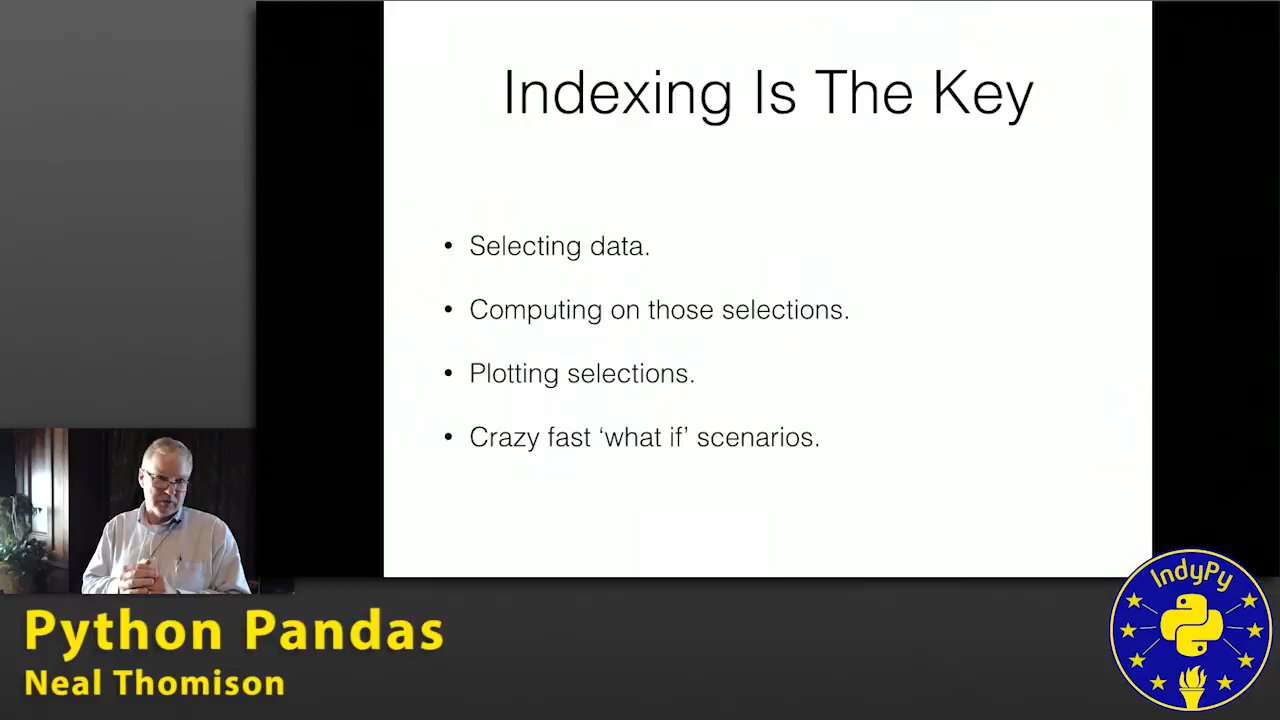 Indexing Is The Key
• Selecting data.
• Computing on those selections.
• Plotting selections.
• Crazy fast ‘what if’ scenarios.
Python Pandas
Neal Thomison
IndyPy